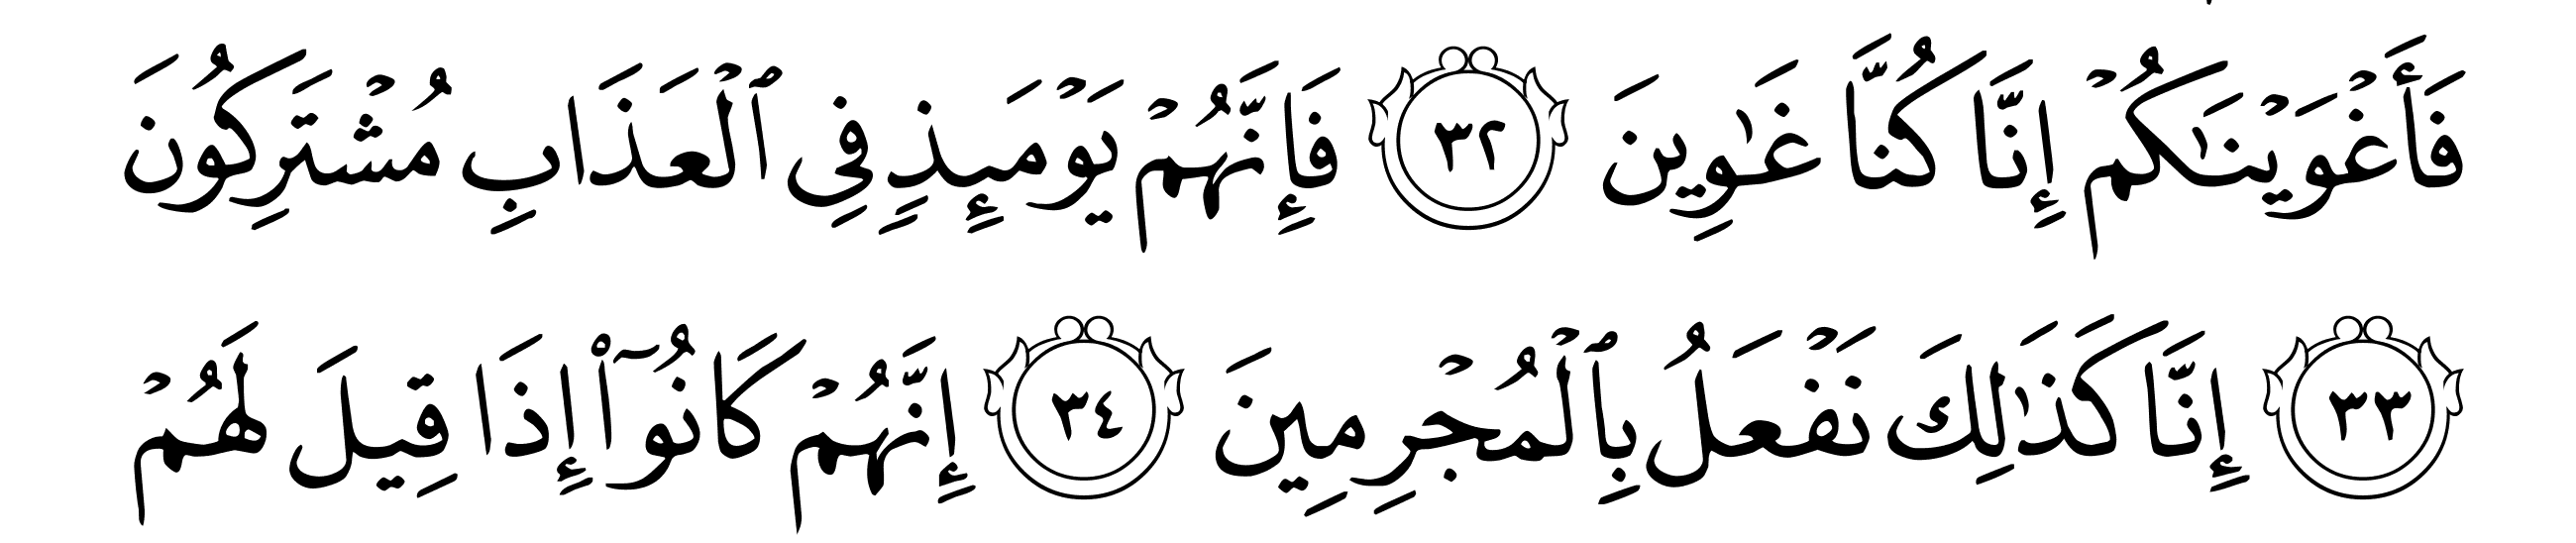 فَأَغۡوَيۡنَٰكُمۡ إِنَّا كُنَّا غَٰوِينَ ٣٢ فَإِنَّهُمۡ يَوۡمَئِذٖ فِي ٱلۡعَذَابِ مُشۡتَرِكُونَ
٣٣ إِنَّا كَذَٰلِكَ نَفۡعَلُ بِٱلۡمُجۡرِمِينَ ٣٤ إِنَّهُمۡ كَانُوٓاْ إِذَا قِيلَ لَهُمۡ